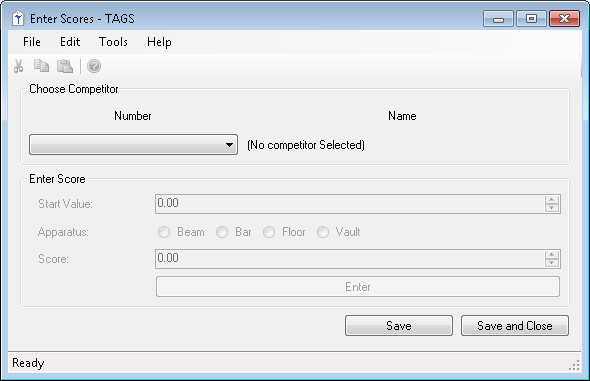 Enter Scores - TAGS
File Edit Tools Help
Choose Competitor
Number Name
(No competitor Selected)
Enter Score
Start Value: 0.00
Apparatus: Beam Bar Floor Vault
Score: 0.00
Enter
Save Save and Close
Ready